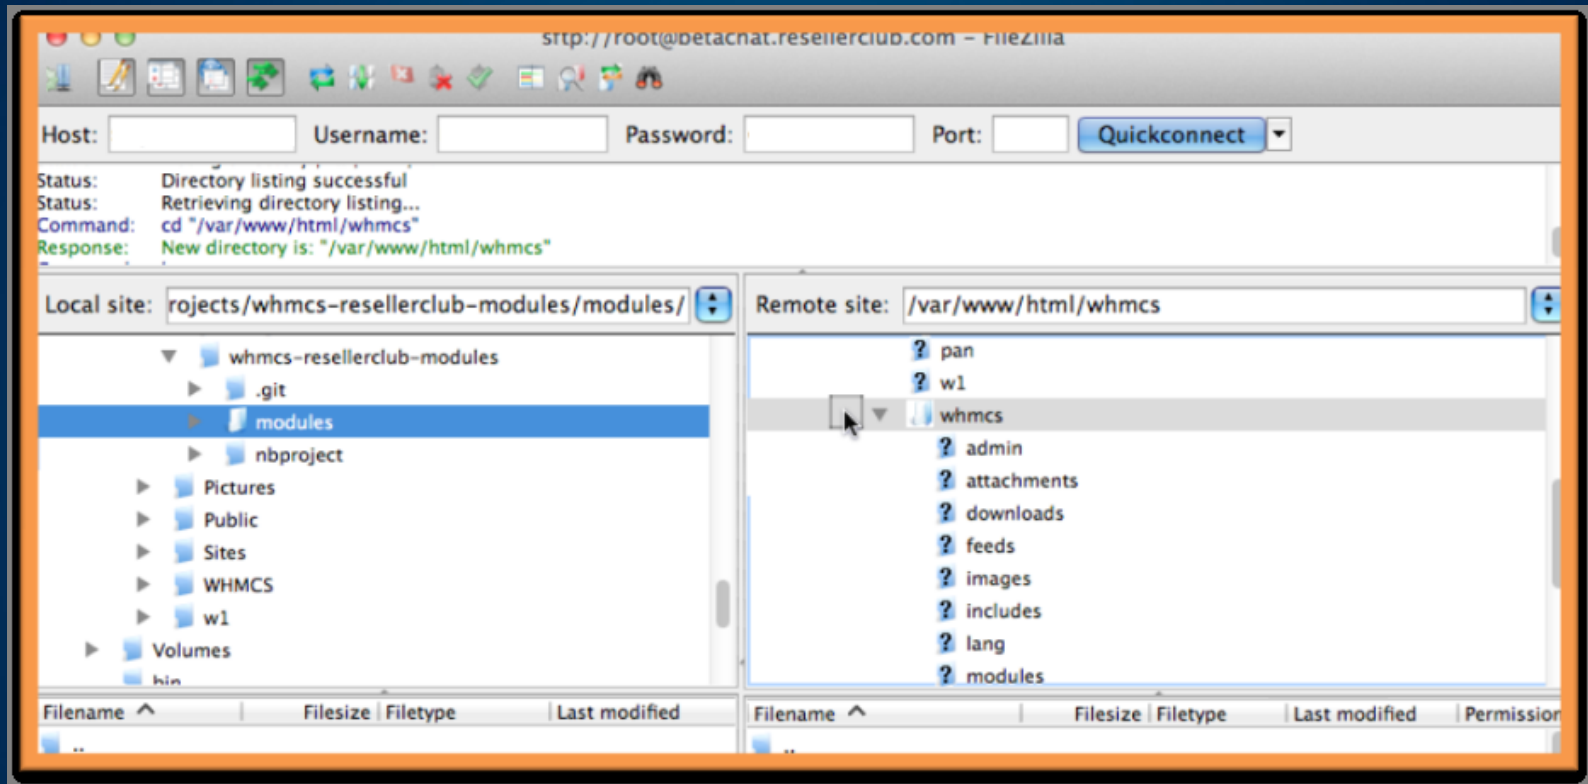 sftp://root@betachat.resellerclub.com – FileZilla
Host: Username: Password: Port: Quickconnect
Status: Directory listing successful
Status: Retrieving directory listing...
Command: cd "/var/www/html/whmcs"
Response: New directory is: "/var/www/html/whmcs"
Local site: rojects/whmcs-resellerclub-modules/modules/
whmcs-resellerclub-modules
.git
modules
nbproject
Pictures
Public
Sites
WHMCS
w1
Volumes
bin
Filename Filesize Filetype Last modified
..
Remote site: /var/www/html/whmcs
? pan
? w1
whmcs
? admin
? attachments
? downloads
? feeds
? images
? includes
? lang
? modules
Filename Filesize Filetype Last modified Permission
..